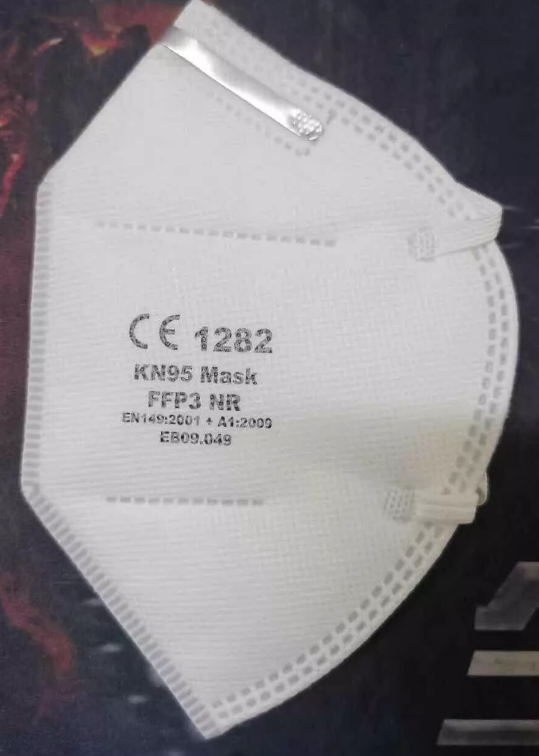 CE 1282
KN95 Mask
FFP3 NR
EN149:2001 + A1:2009
EB09.049